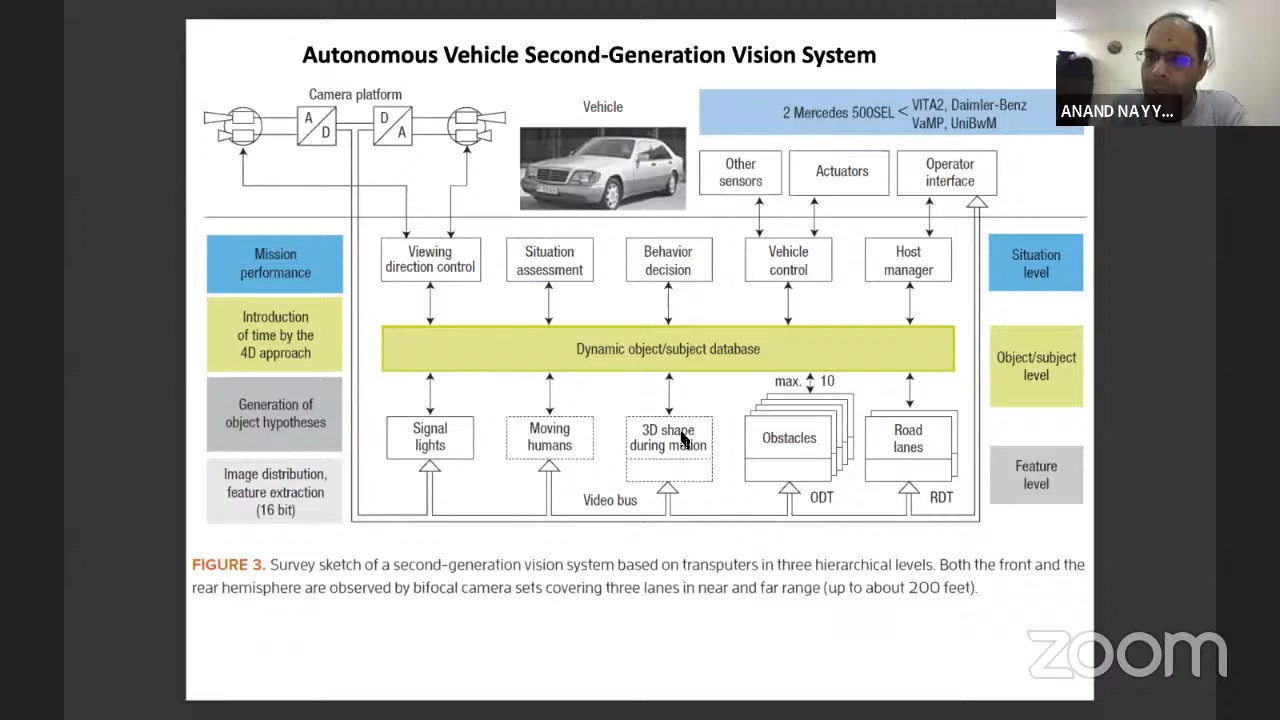 Autonomous Vehicle Second-Generation Vision System
ANAND NAYY...
Camera platform
A
D
D
A
Vehicle
2 Mercedes 500SEL <
VITA2, Daimler-Benz
VaMP, UniBwM
Other
sensors
Actuators
Operator
interface
Mission
performance
Viewing
direction control
Situation
assessment
Behavior
decision
Vehicle
control
Host
manager
Situation
level
Introduction
of time by the
4D approach
Dynamic object/subject database
Object/subject
level
max. 10
Generation of
object hypotheses
Signal
lights
Moving
humans
3D shape
during motion
Obstacles
Road
lanes
Feature
level
Image distribution,
feature extraction
(16 bit)
Video bus
ODT
RDT
FIGURE 3. Survey sketch of a second-generation vision system based on transputers in three hierarchical levels. Both the front and the
rear hemisphere are observed by bifocal camera sets covering three lanes in near and far range (up to about 200 feet).
zoom